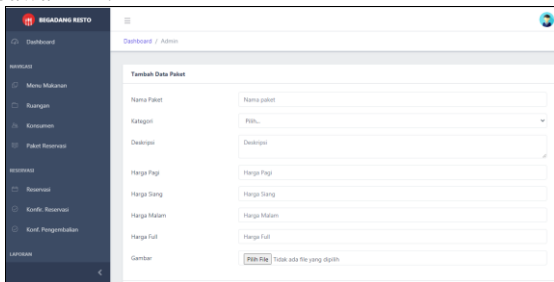 BEGADANG RESTO
Dashboard
Dashboard / Admin
NAVIGASI
Menu Makanan
Ruangan
Konsumen
Paket Reservasi
RESERVASI
Reservasi
Konfir. Reservasi
Konf. Pengembalian
LAPORAN
Tambah Data Paket
Nama Paket
Nama paket
Kategori
Pilih...
Deskripsi
Deskripsi
Harga Pagi
Harga Pagi
Harga Siang
Harga Siang
Harga Malam
Harga Malam
Harga Full
Harga Full
Gambar
Pilih File Tidak ada file yang dipilih